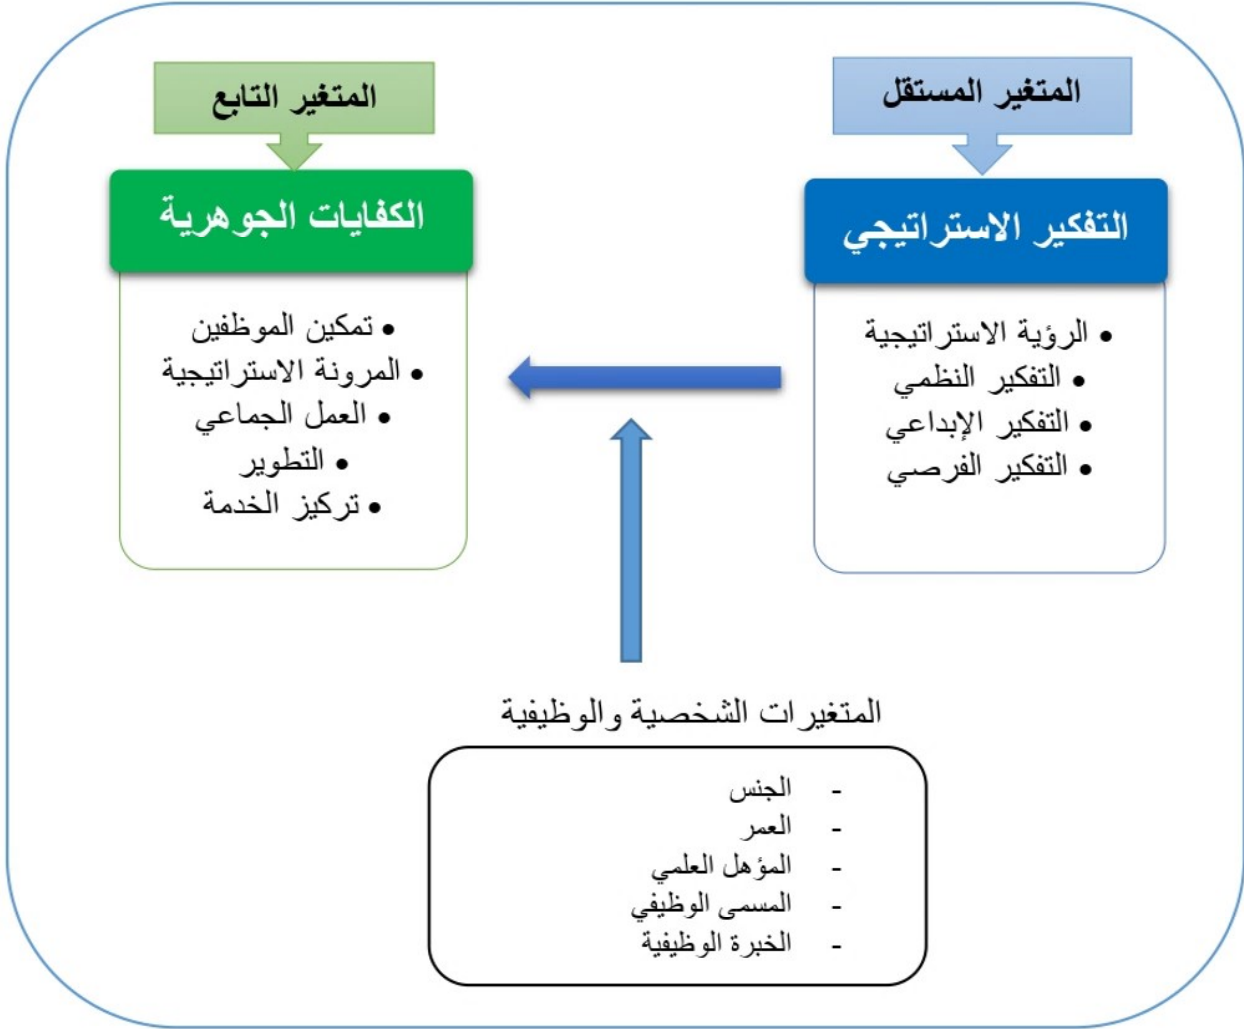 المتغير المستقل
التفكير الاستراتيجي
• الرؤية الاستراتيجية
• التفكير النظمي
• التفكير الإبداعي
• التفكير الفرصي
المتغير التابع
الكفايات الجوهرية
• تمكين الموظفين
• المرونة الاستراتيجية
• العمل الجماعي
• التطوير
• تركيز الخدمة
المتغيرات الشخصية والوظيفية
- الجنس
- العمر
- المؤهل العلمي
- المسمى الوظيفي
- الخبرة الوظيفية